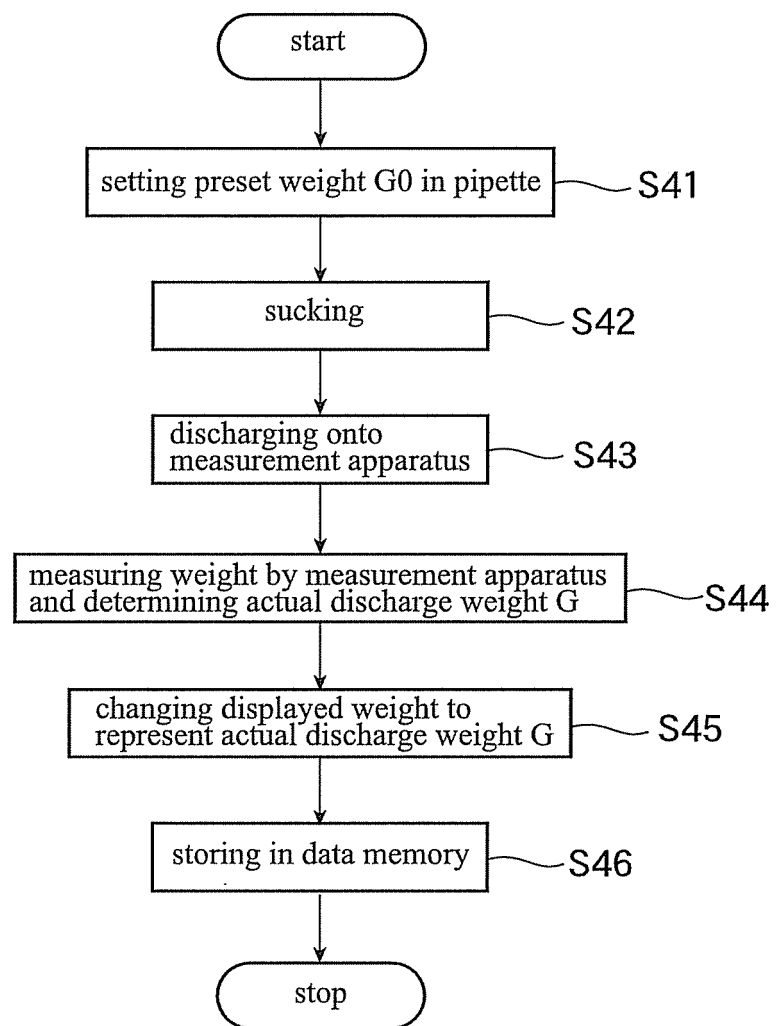 start
setting preset weight G0 in pipette
S41
sucking
S42
discharging onto
measurement apparatus
S43
measuring weight by measurement apparatus
and determining actual discharge weight G
S44
changing displayed weight to
represent actual discharge weight G
S45
storing in data memory
S46
stop